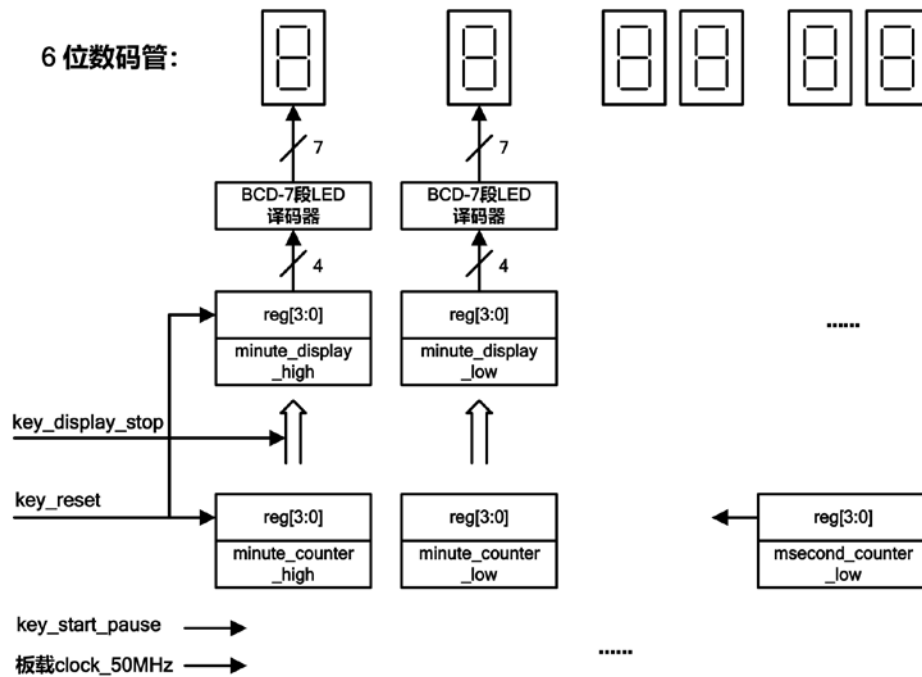 6 位数码管：
7
7
BCD-7段LED
译码器
BCD-7段LED
译码器
4
4
reg[3:0]
reg[3:0]
......
minute_display
_high
minute_display
_low
key_display_stop
key_reset
reg[3:0]
reg[3:0]
reg[3:0]
minute_counter
_high
minute_counter
_low
msecond_counter
_low
key_start_pause
......
板载clock_50MHz